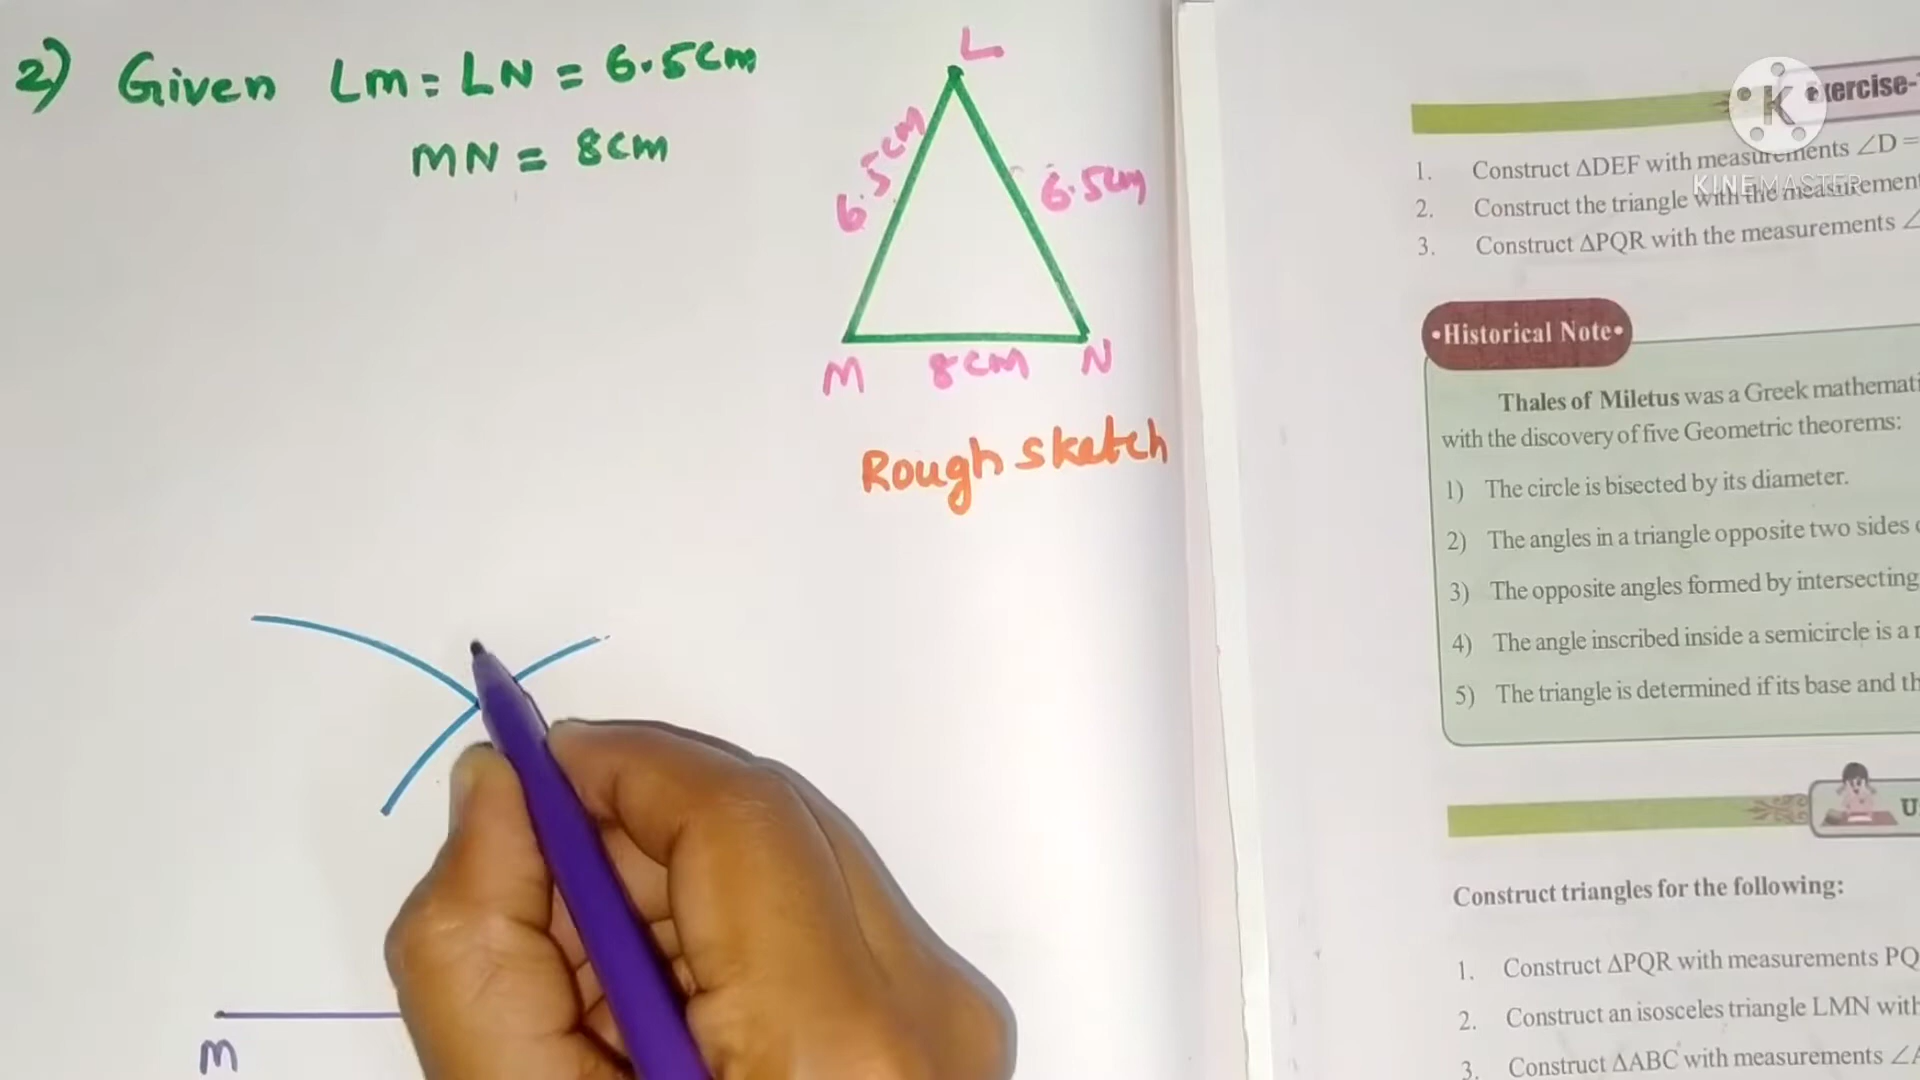 2) Given LM = LN = 6.5cm
MN = 8cm
L
6.5cm
6.5cm
M 8cm N
Rough sketch
M
K
KINEMASTER
Exercise-
1. Construct ΔDEF with measurements ∠D =
2. Construct the triangle with the measurement
3. Construct ΔPQR with the measurements ∠
•Historical Note•
Thales of Miletus was a Greek mathemati
with the discovery of five Geometric theorems:
1) The circle is bisected by its diameter.
2) The angles in a triangle opposite two sides
3) The opposite angles formed by intersecting
4) The angle inscribed inside a semicircle is a
5) The triangle is determined if its base and th
U
Construct triangles for the following:
1. Construct ΔPQR with measurements PQ
2. Construct an isosceles triangle LMN with
3. Construct ΔABC with measurements ∠A